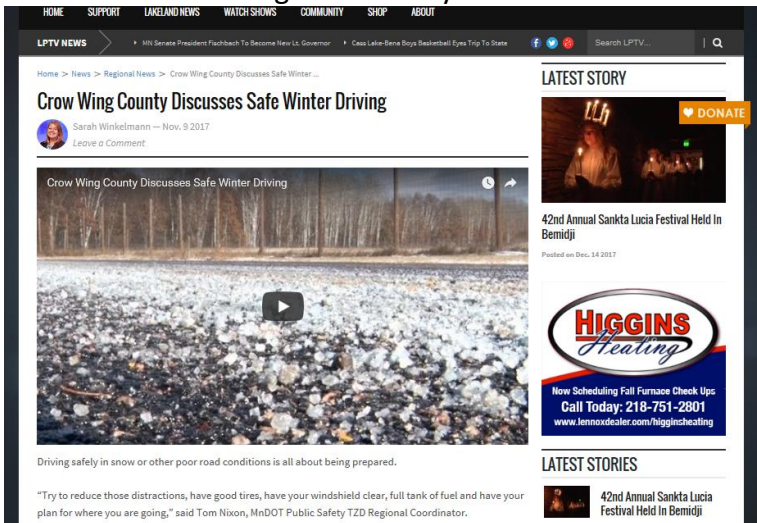 HOME SUPPORT LAKELAND NEWS WATCH SHOWS COMMUNITY SHOP ABOUT
LPTV NEWS MN Senate President Fischbach To Become New Lt. Governor Cass Lake-Bena Boys Basketball Eyes Trip To State Search LPTV...
Home > News > Regional News > Crow Wing County Discusses Safe Winter ...
Crow Wing County Discusses Safe Winter Driving
Sarah Winkelmann — Nov. 9 2017
Leave a Comment
Crow Wing County Discusses Safe Winter Driving
Driving safely in snow or other poor road conditions is all about being prepared.
“Try to reduce those distractions, have good tires, have your windshield clear, full tank of fuel and have your
plan for where you are going,” said Tom Nixon, MnDOT Public Safety TZD Regional Coordinator.
LATEST STORY
DONATE
42nd Annual Sankta Lucia Festival Held In
Bemidji
Posted on Dec. 14 2017
HIGGINS
Heating
Now Scheduling Fall Furnace Check Ups
Call Today: 218-751-2801
www.lennoxdealer.com/higginsheating
LATEST STORIES
42nd Annual Sankta Lucia
Festival Held In Bemidji